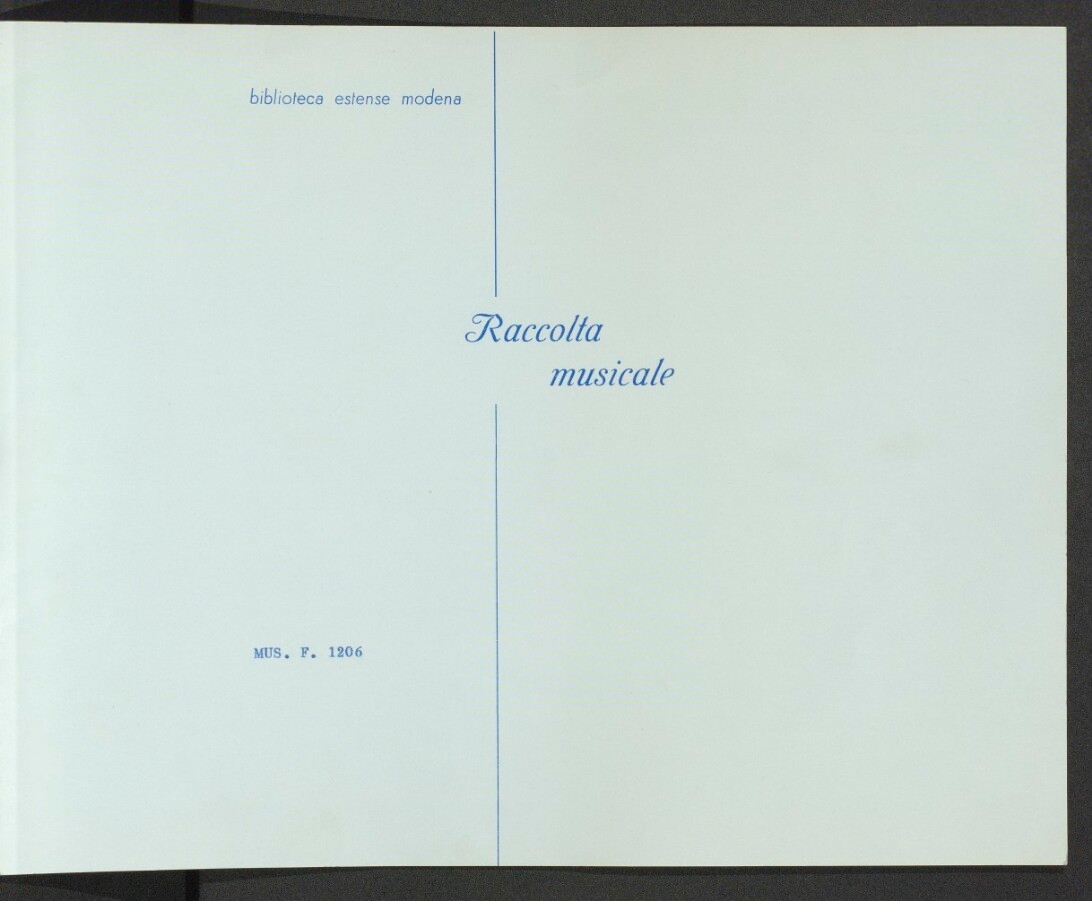 biblioteca estense modena
Raccolta
musicale
MUS. F. 1206